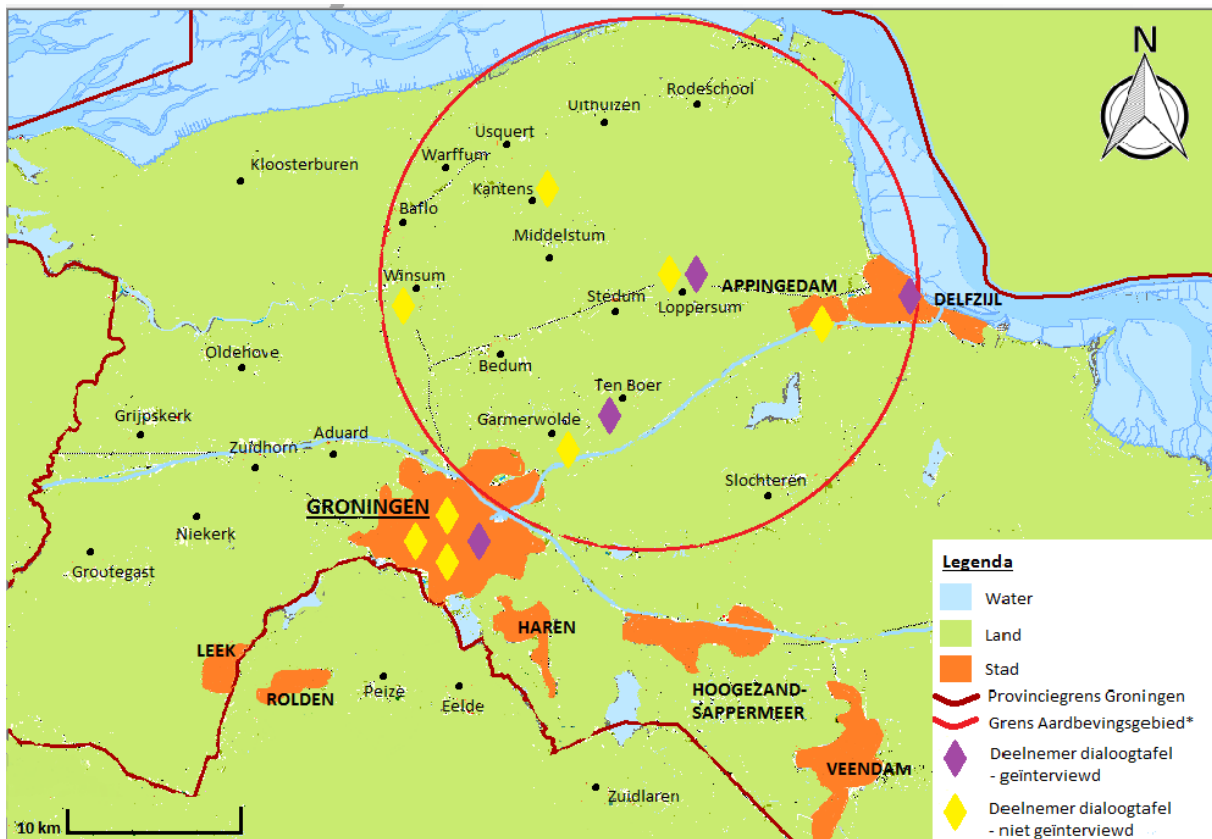 N
Rodeschool
Uithuizen
Usquert
Warffum
Kloosterburen
Kantens
Baflo
Middelstum
Winsum
APPINGEDAM
Stedum
Loppersum
DELFZIJL
Oldehove
Bedum
Ten Boer
Grijpskerk
Garmerwolde
Aduard
Zuidhorn
Slochteren
GRONINGEN
Niekerk
Grootegast
HAREN
LEEK
ROLDEN
Peize
Eelde
HOOGEZAND-
SAPPERMEER
VEENDAM
Zuidlaren
10 km
Legenda
Water
Land
Stad
Provinciegrens Groningen
Grens Aardbevingsgebied*
Deelnemer dialoogtafel
- geïnterviewd
Deelnemer dialoogtafel
- niet geïnterviewd